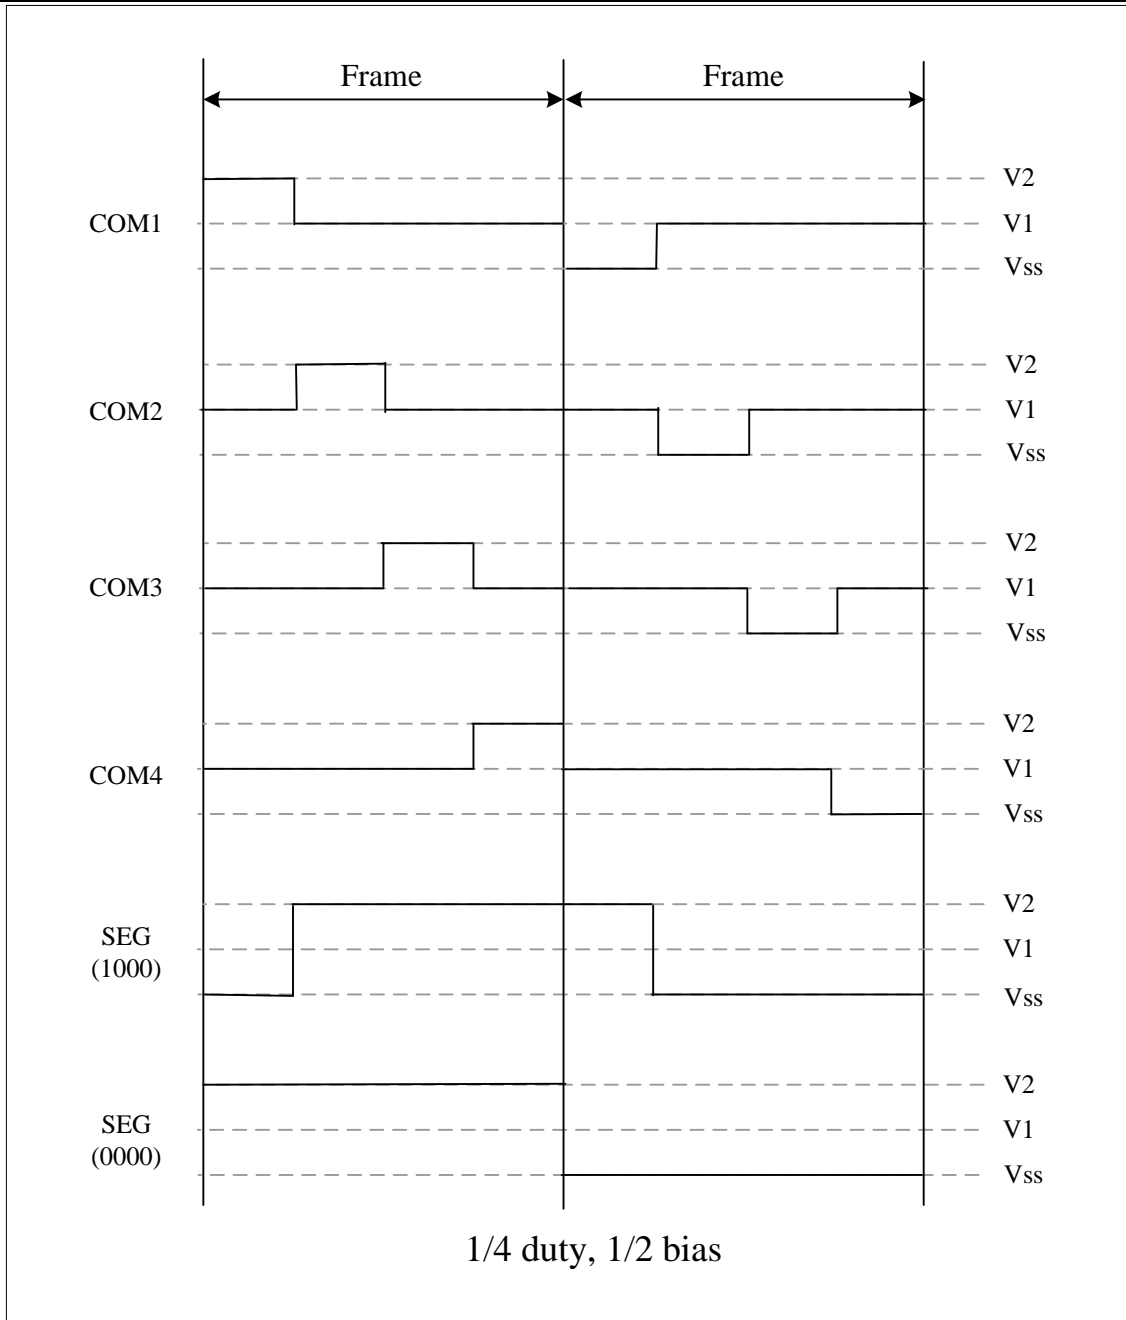 Frame Frame
V2
COM1 V1
Vss
V2
COM2 V1
Vss
V2
COM3 V1
Vss
V2
COM4 V1
Vss
V2
SEG
(1000)
V1
Vss
V2
SEG
(0000)
V1
Vss
1/4 duty, 1/2 bias